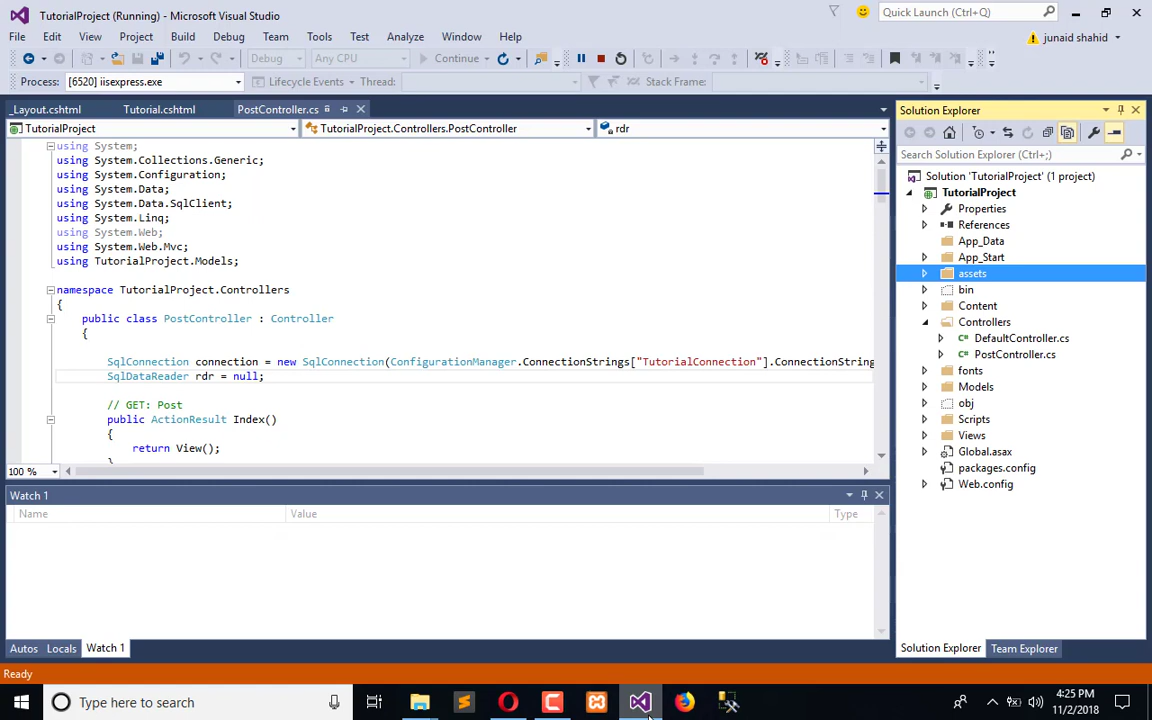 TutorialProject (Running) - Microsoft Visual Studio
Quick Launch (Ctrl+Q)
File Edit View Project Build Debug Team Tools Test Analyze Window Help
junaid shahid
Debug Any CPU Continue
Process: [6520] iisexpress.exe Lifecycle Events Thread: Stack Frame:
_Layout.cshtml Tutorial.cshtml PostController.cs
TutorialProject TutorialProject.Controllers.PostController rdr
using System;
using System.Collections.Generic;
using System.Configuration;
using System.Data;
using System.Data.SqlClient;
using System.Linq;
using System.Web;
using System.Web.Mvc;
using TutorialProject.Models;
namespace TutorialProject.Controllers
{
public class PostController : Controller
{
SqlConnection connection = new SqlConnection(ConfigurationManager.ConnectionStrings["TutorialConnection"].ConnectionString
SqlDataReader rdr = null;
// GET: Post
public ActionResult Index()
{
return View();
}
100 %
Watch 1
Name Value Type
Autos Locals Watch 1
Solution Explorer
Search Solution Explorer (Ctrl+;)
Solution 'TutorialProject' (1 project)
TutorialProject
Properties
References
App_Data
App_Start
assets
bin
Content
Controllers
DefaultController.cs
PostController.cs
fonts
Models
obj
Scripts
Views
Global.asax
packages.config
Web.config
Solution Explorer Team Explorer
Ready
Type here to search
4:25 PM
11/2/2018